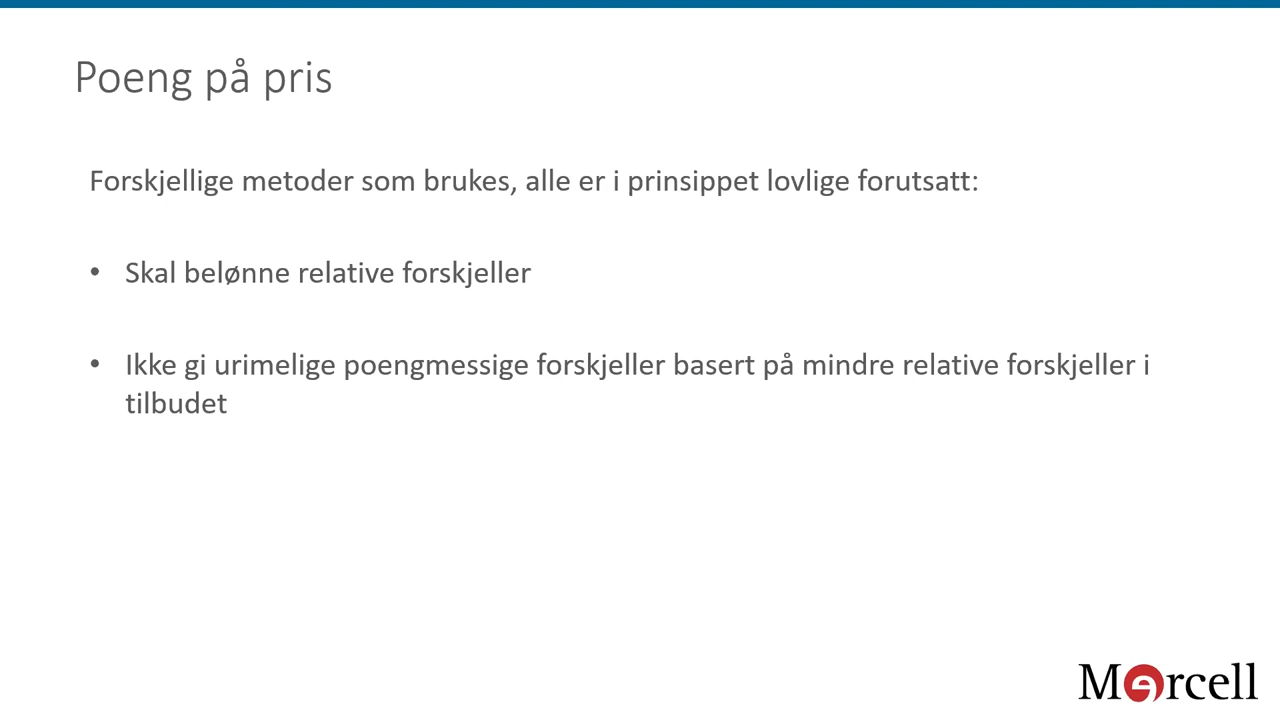 Poeng på pris
Forskjellige metoder som brukes, alle er i prinsippet lovlige forutsatt:
• Skal belønne relative forskjeller
• Ikke gi urimelige poengmessige forskjeller basert på mindre relative forskjeller i
tilbudet
Mercell